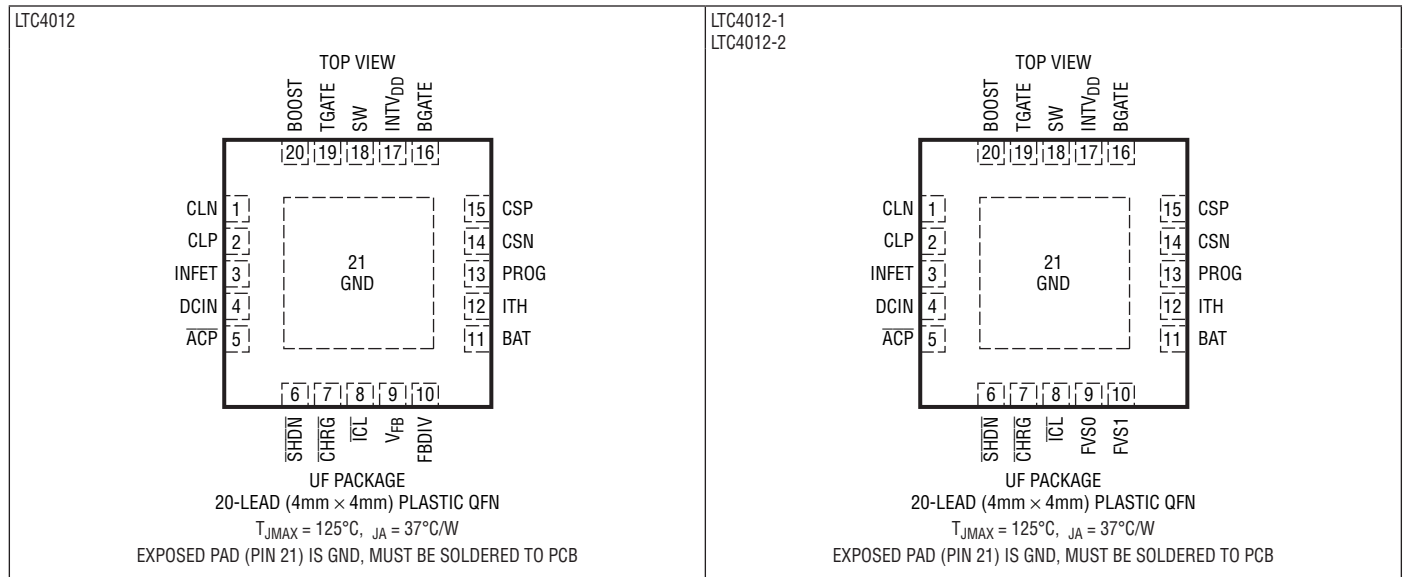 LTC4012
TOP VIEW
BOOST
TGATE
SW
INTVDD
BGATE
20 19 18 17 16
CLN 1
CLP 2
INFET 3
DCIN 4
ACP 5
21
GND
15 CSP
14 CSN
13 PROG
12 ITH
11 BAT
6 7 8 9 10
SHDN
CHRG
ICL
VFB
FBDIV
UF PACKAGE
20-LEAD (4mm × 4mm) PLASTIC QFN
TJMAX = 125°C, JA = 37°C/W
EXPOSED PAD (PIN 21) IS GND, MUST BE SOLDERED TO PCB
LTC4012-1
LTC4012-2
TOP VIEW
BOOST
TGATE
SW
INTVDD
BGATE
20 19 18 17 16
CLN 1
CLP 2
INFET 3
DCIN 4
ACP 5
21
GND
15 CSP
14 CSN
13 PROG
12 ITH
11 BAT
6 7 8 9 10
SHDN
CHRG
ICL
FVS0
FVS1
UF PACKAGE
20-LEAD (4mm × 4mm) PLASTIC QFN
TJMAX = 125°C, JA = 37°C/W
EXPOSED PAD (PIN 21) IS GND, MUST BE SOLDERED TO PCB